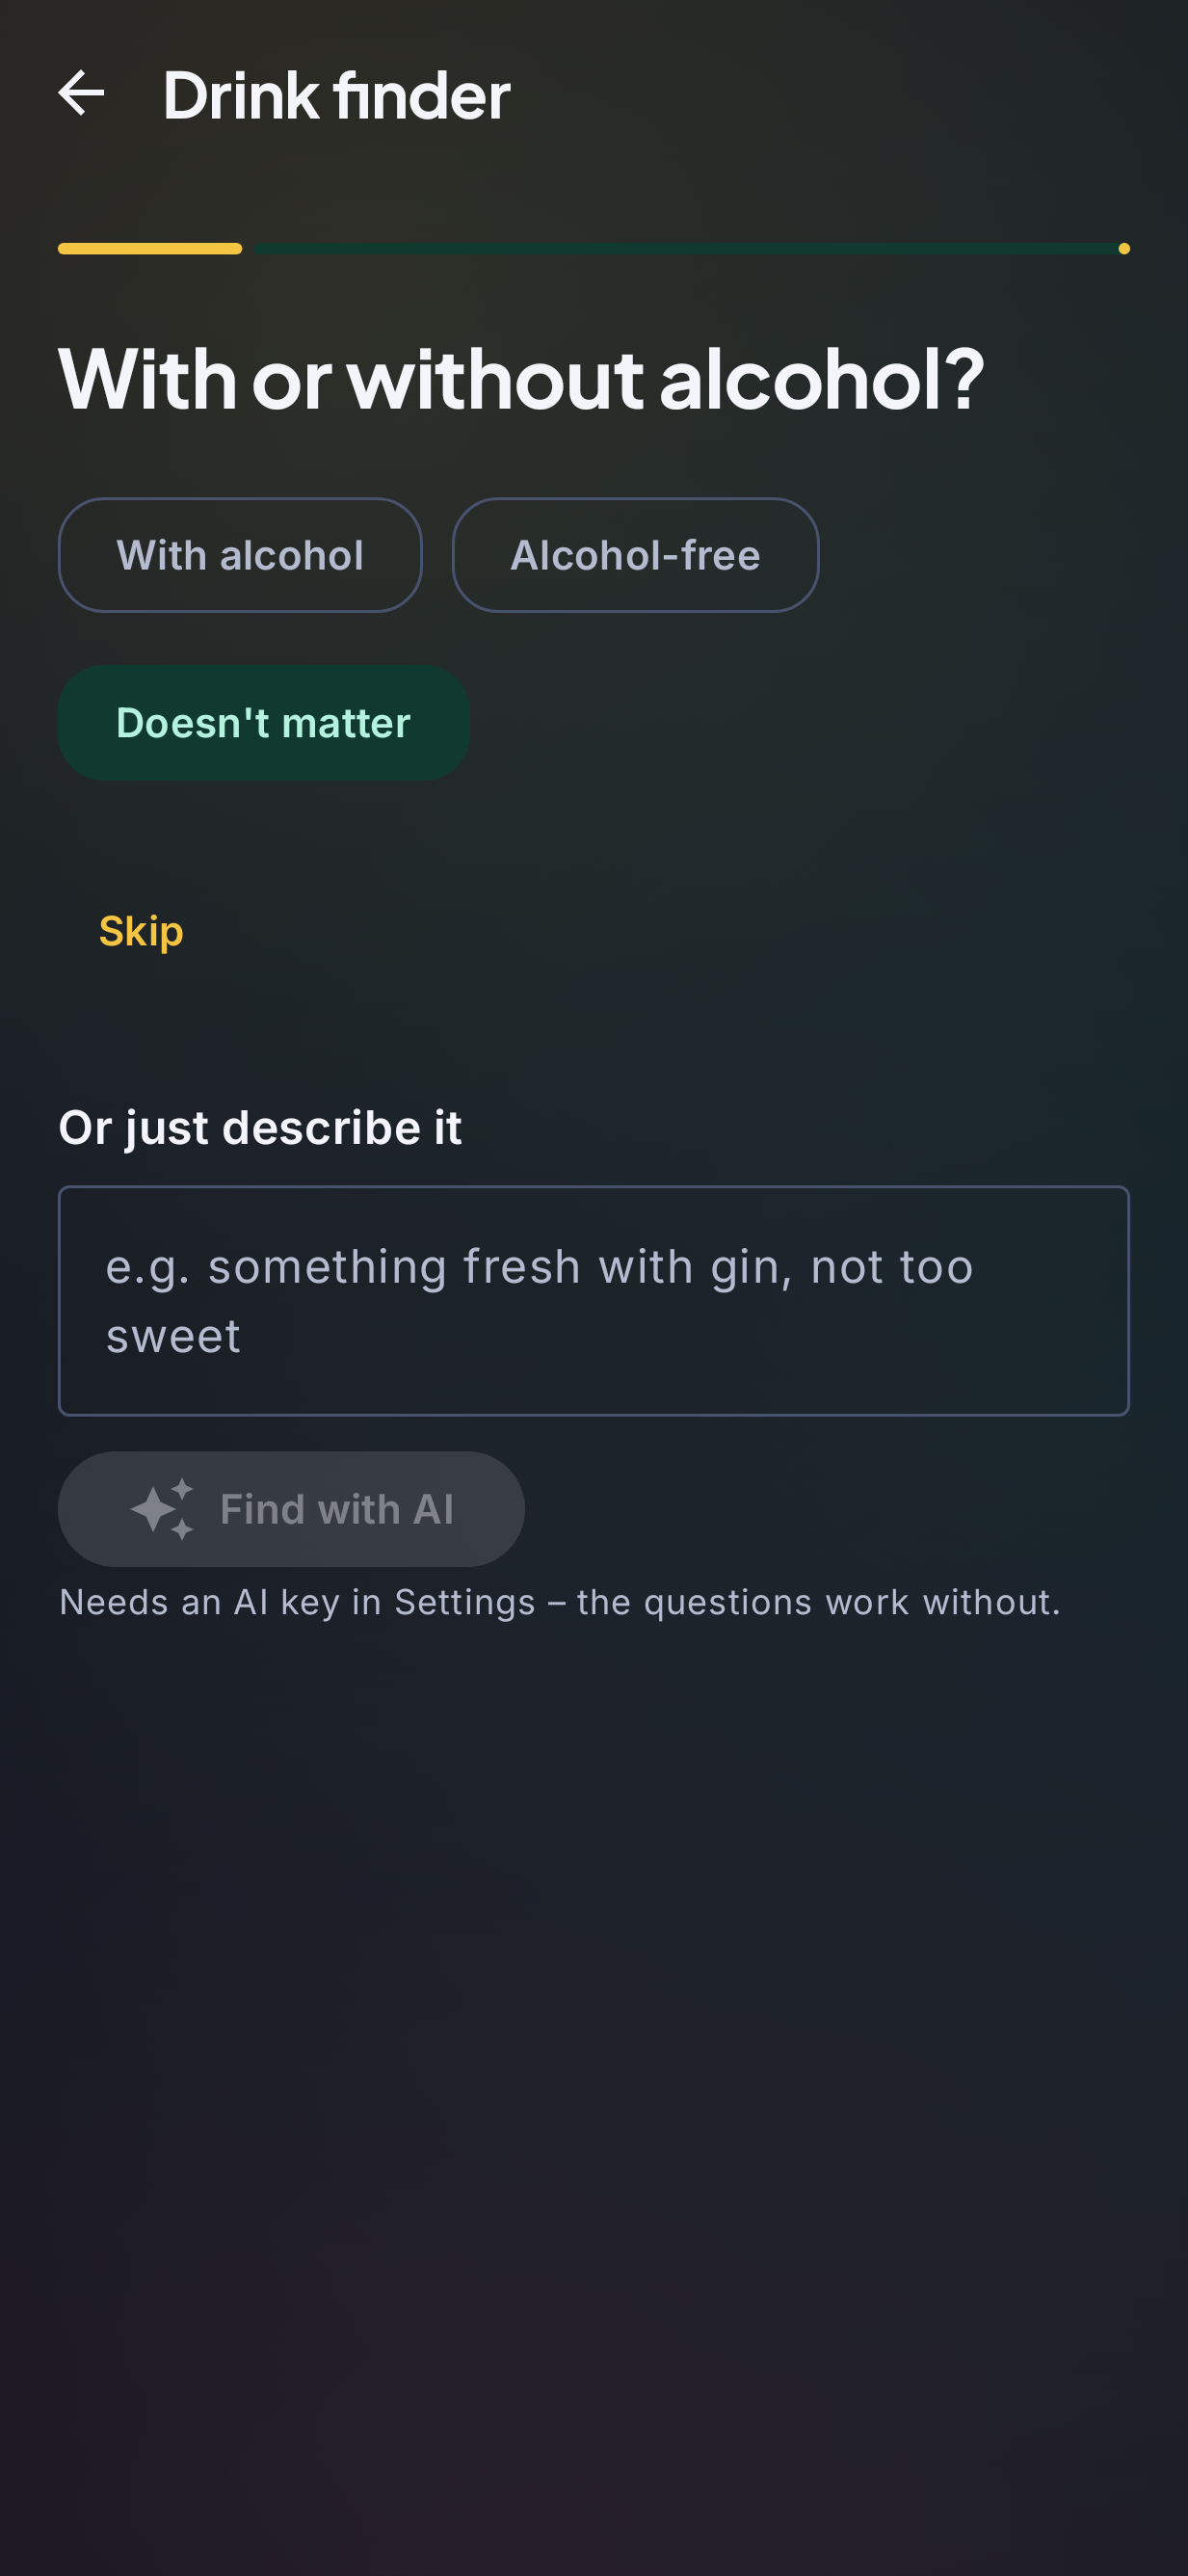 Drink finder
With or without alcohol?
With alcohol
Alcohol-free
Doesn't matter
Skip
Or just describe it
e.g. something fresh with gin, not too
sweet
Find with AI
Needs an AI key in Settings – the questions work without.